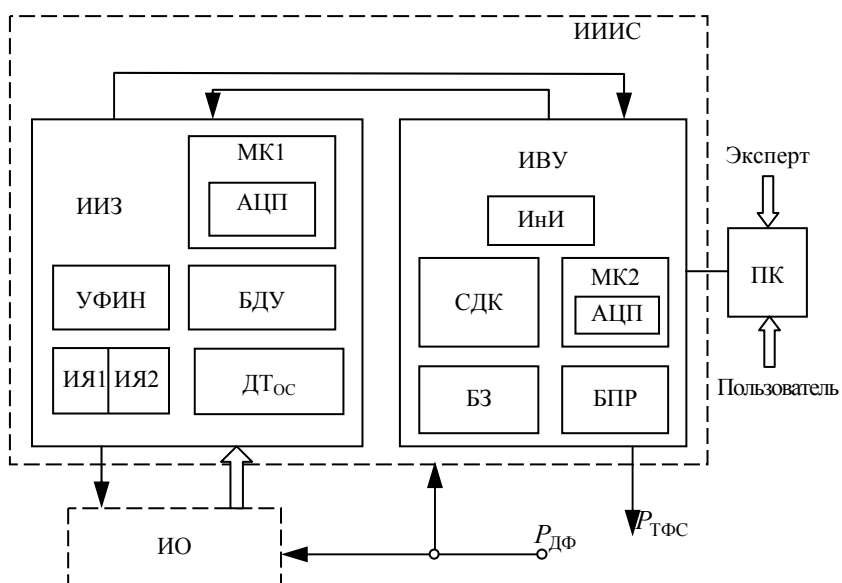 ИИИС
МК1
ИВУ
Эксперт
ИИЗ
АЦП
ИнИ
УФИН
БДУ
СДК
МК2
АЦП
ПК
ИЯ1 ИЯ2
ДТОС
БЗ
БПР
Пользователь
ИО
PДФ
PТФС